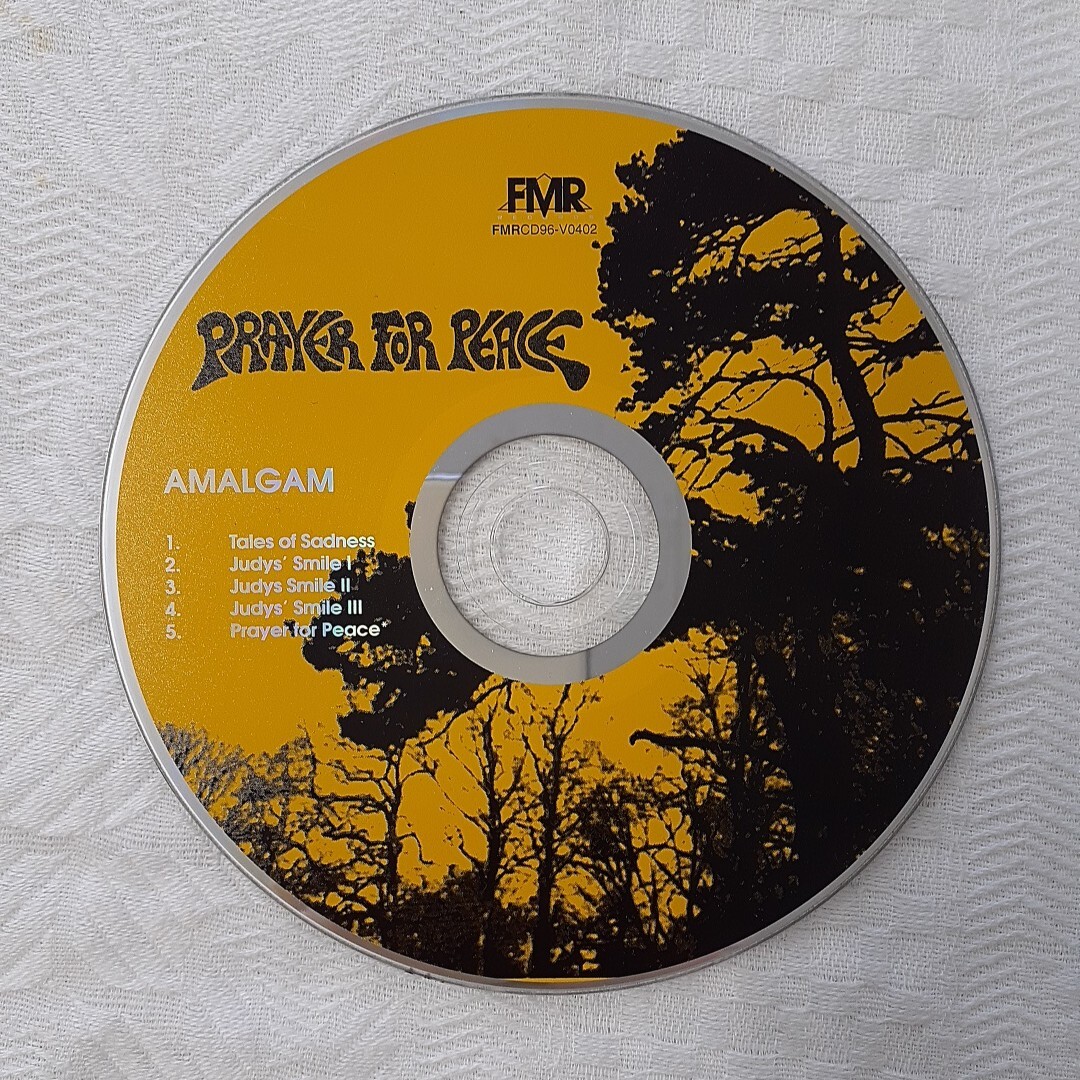 FMR
RECORDS
FMRCD96-V0402
PRAYER FOR PEACE
AMALGAM
1. Tales of Sadness
2. Judys' Smile I
3. Judys Smile II
4. Judys' Smile III
5. Prayer for Peace*